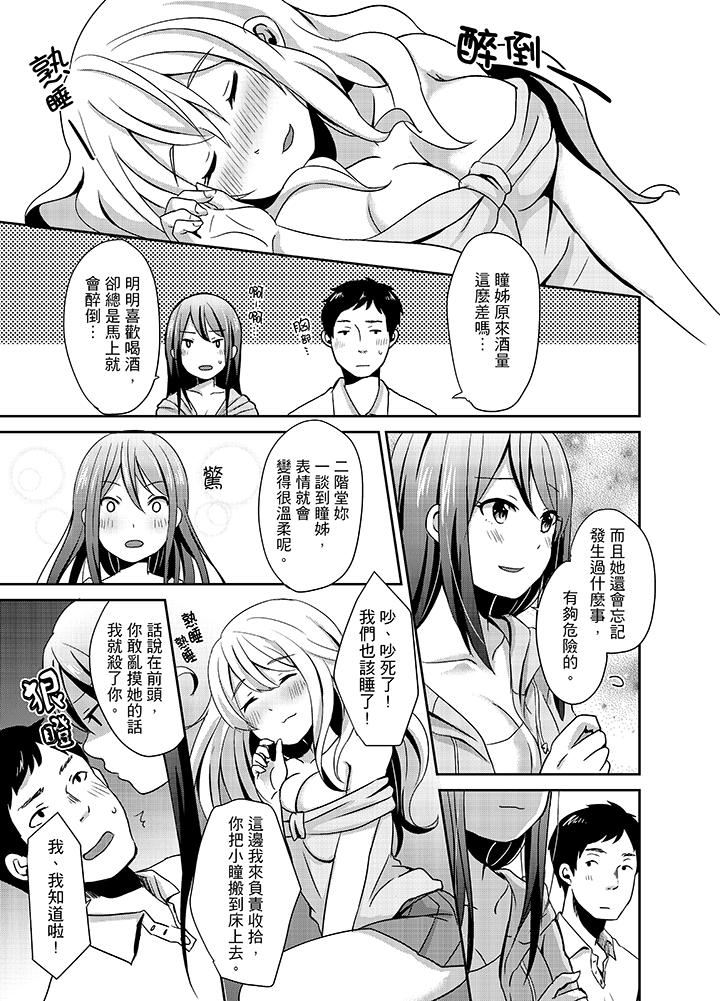 醉倒
熟睡
瞳姊原來酒量
這麼差嗎…
胸部…
啊…啊
明明喜歡喝酒，
卻總是馬上就
會醉倒…
而且她還會忘記
發生過什麼事，
有夠危險的。
二階堂妳
一談到瞳姊，
表情就會
變得很溫柔呢。
驚
吵、吵死了！
我們也該睡了！
熟睡
熟睡
這邊我來負責收拾，
你把小瞳搬到床上去。
話說在前頭，
你敢亂摸她的話
我就殺了你。
狠瞪
我、我知道啦！